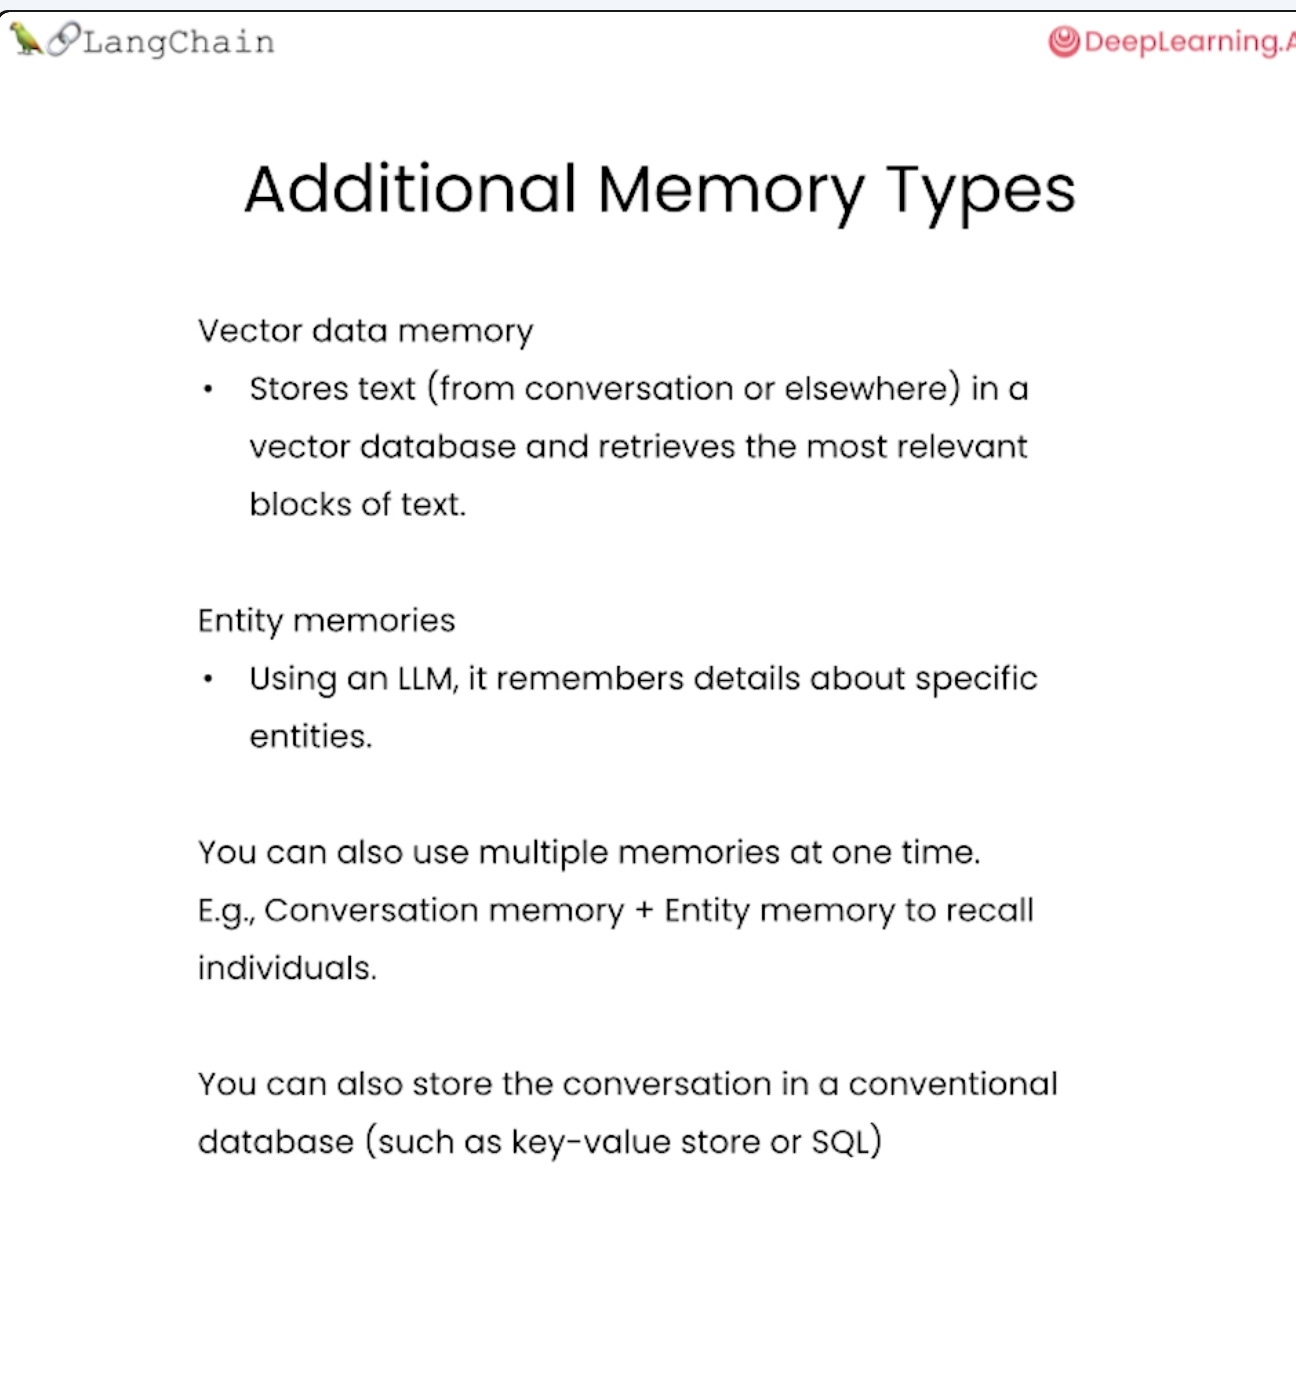 LangChain
DeepLearning.A
Additional Memory Types
Vector data memory
• Stores text (from conversation or elsewhere) in a
vector database and retrieves the most relevant
blocks of text.
Entity memories
• Using an LLM, it remembers details about specific
entities.
You can also use multiple memories at one time.
E.g., Conversation memory + Entity memory to recall
individuals.
You can also store the conversation in a conventional
database (such as key-value store or SQL)